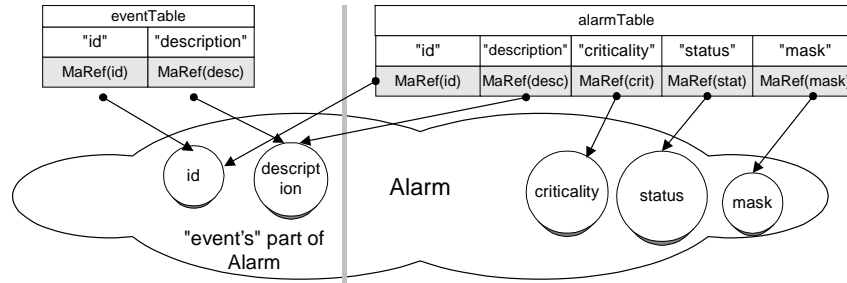 eventTable
"id" "description"
MaRef(id) MaRef(desc)
alarmTable
"id" "description" "criticality" "status" "mask"
MaRef(id) MaRef(desc) MaRef(crit) MaRef(stat) MaRef(mask)
id
descript
ion
Alarm
criticality
status
mask
"event's" part of
Alarm